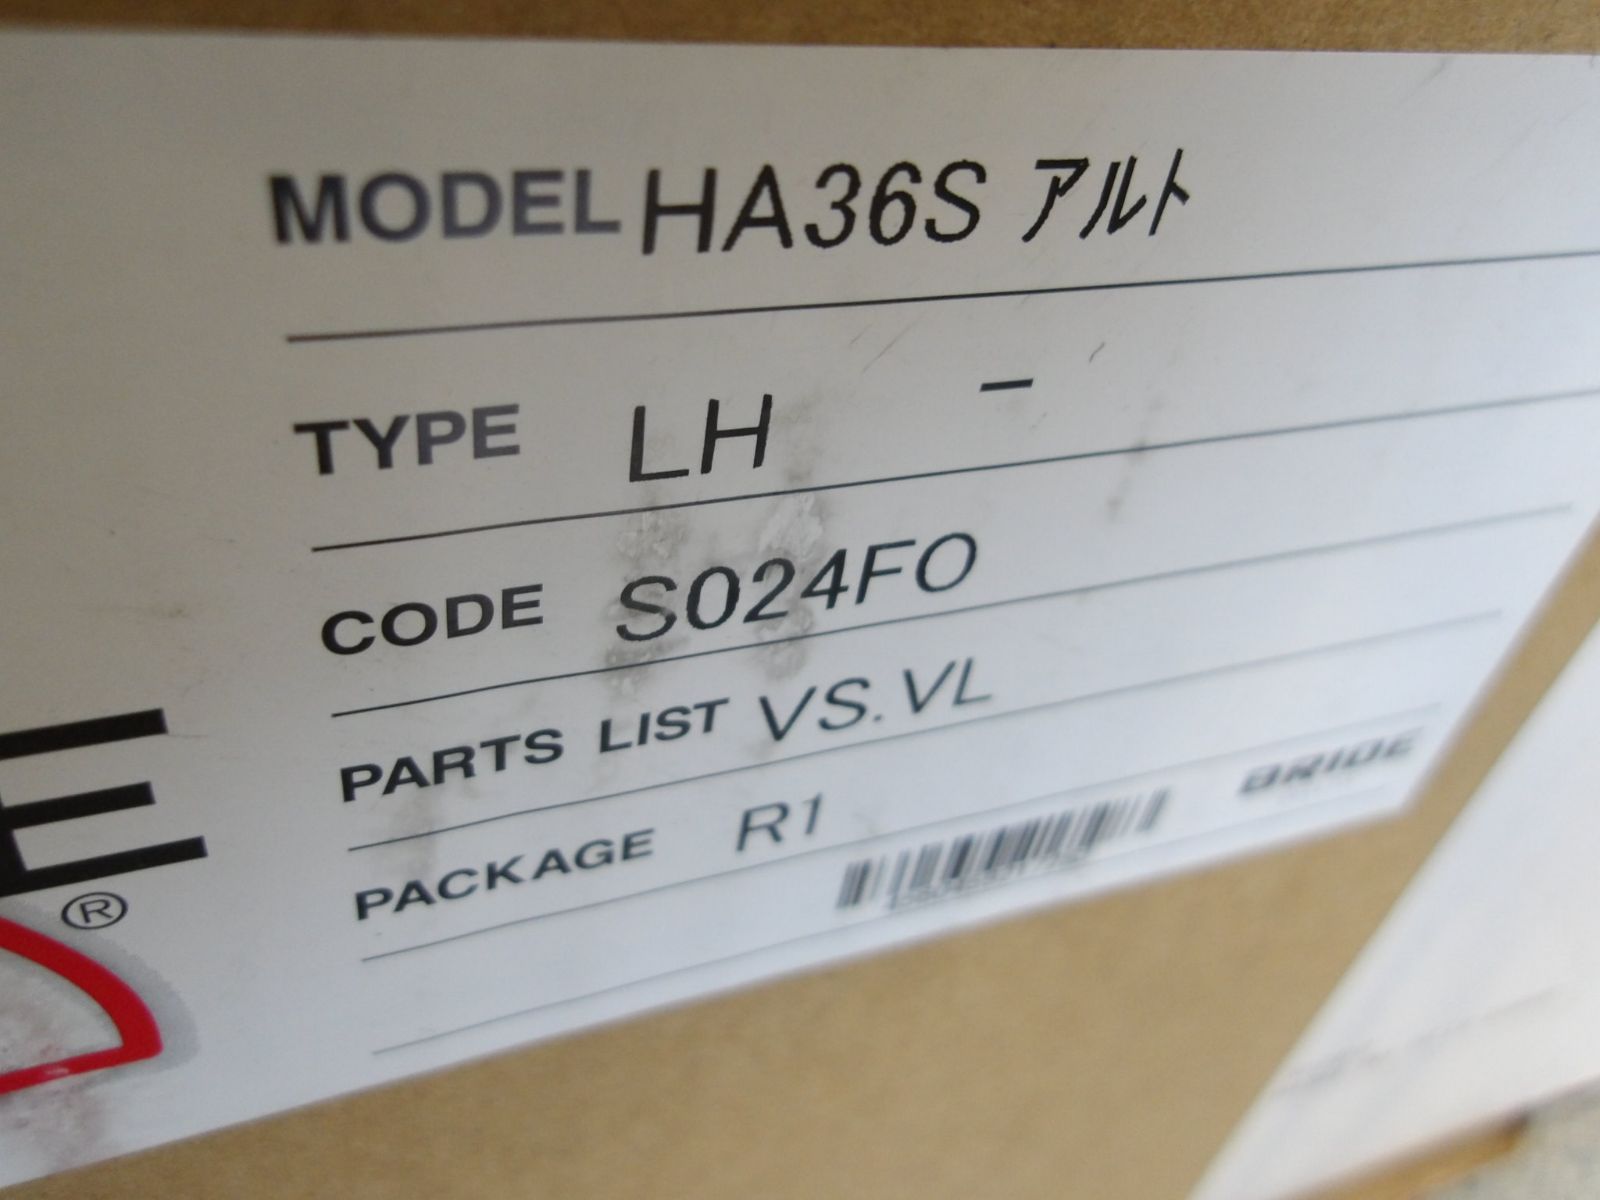 MODEL HA36S アルト
TYPE LH -
CODE S024FO
PARTS LIST VS.VL
PACKAGE R1
BRIDE
E
®